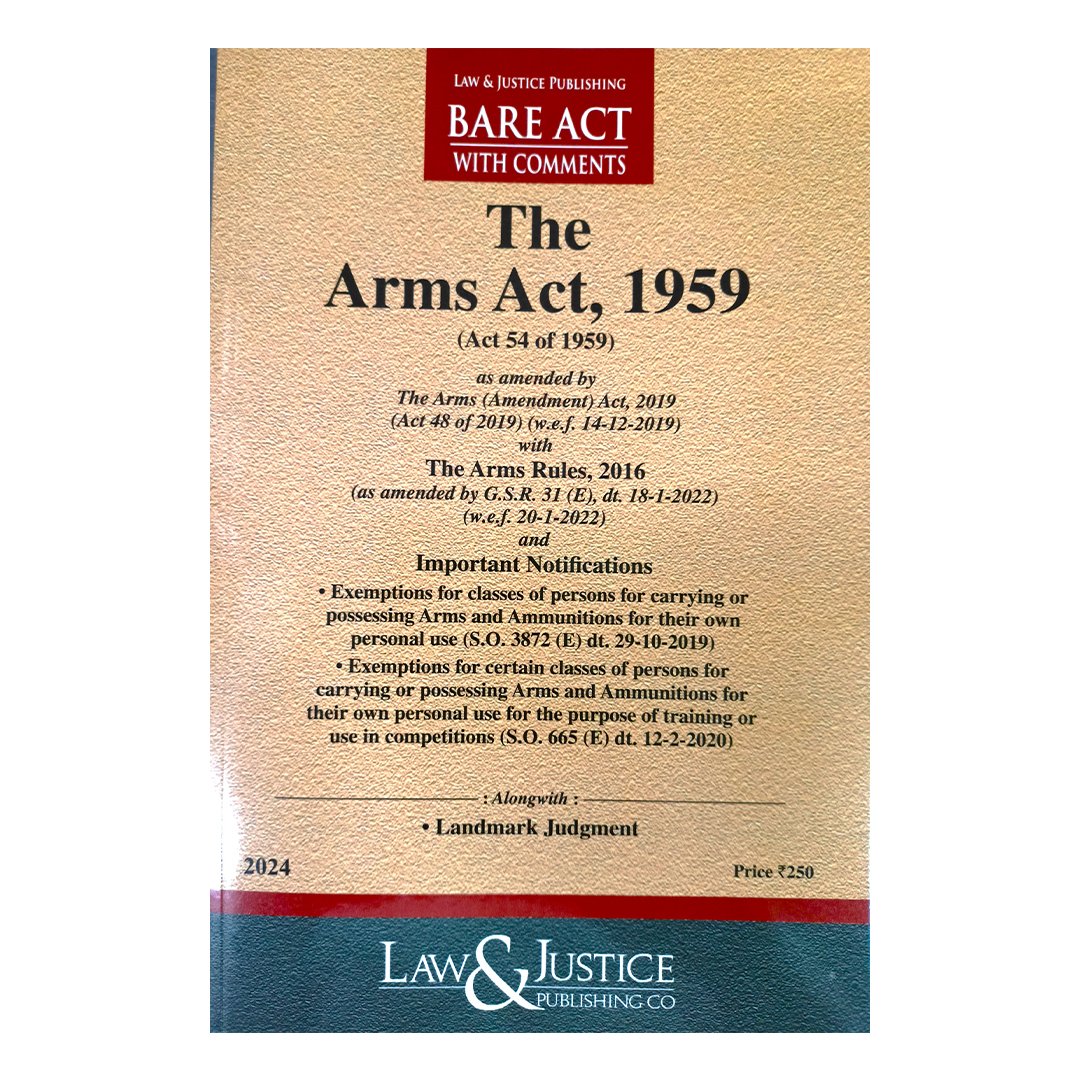 LAW & JUSTICE PUBLISHING
BARE ACT
WITH COMMENTS
The
Arms Act, 1959
(Act 54 of 1959)
as amended by
The Arms (Amendment) Act, 2019
(Act 48 of 2019) (w.e.f. 14-12-2019)
with
The Arms Rules, 2016
(as amended by G.S.R. 31 (E), dt. 18-1-2022)
(w.e.f. 20-1-2022)
and
Important Notifications
• Exemptions for classes of persons for carrying or
possessing Arms and Ammunitions for their own
personal use (S.O. 3872 (E) dt. 29-10-2019)
• Exemptions for certain classes of persons for
carrying or possessing Arms and Ammunitions for
their own personal use for the purpose of training or
use in competitions (S.O. 665 (E) dt. 12-2-2020)
: Alongwith :
• Landmark Judgment
2024 Price ₹250
LAW & JUSTICE
PUBLISHING CO